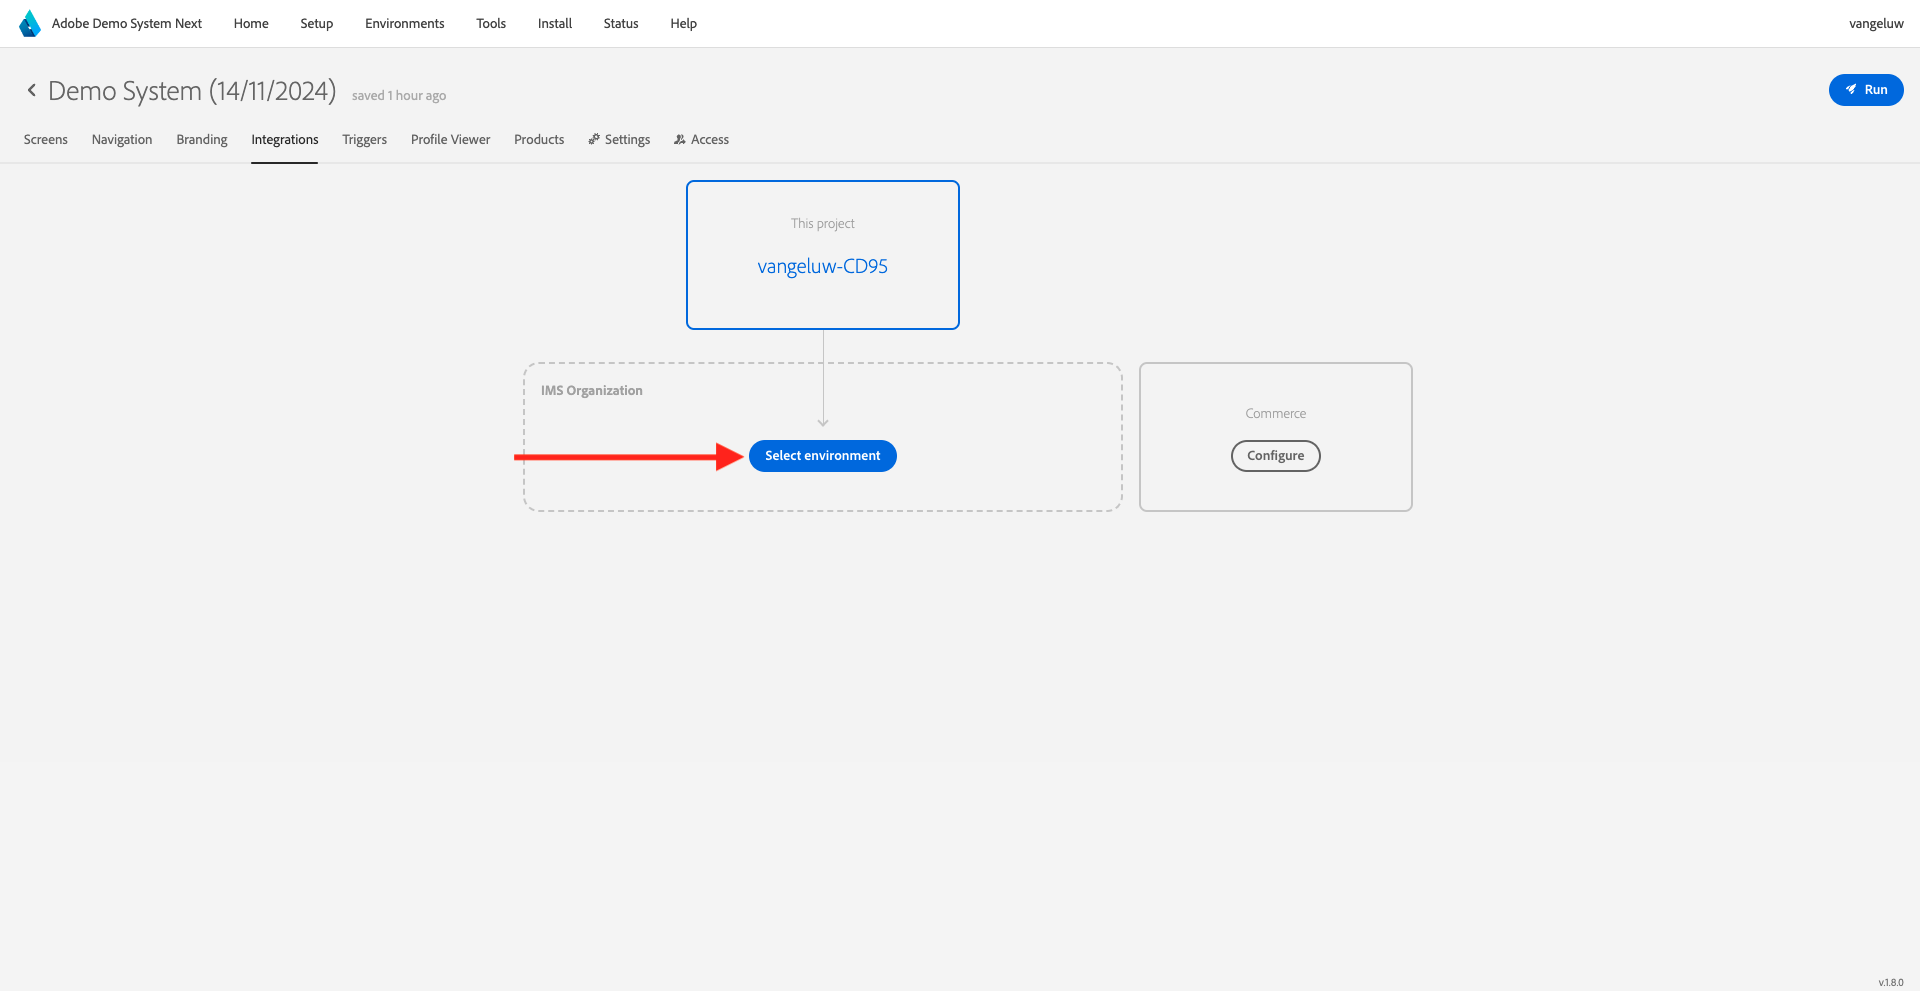 Adobe Demo System Next Home Setup Environments Tools Install Status Help vangeluw
Demo System (14/11/2024) saved 1 hour ago Run
Screens Navigation Branding Integrations Triggers Profile Viewer Products Settings Access
This project
vangeluw-CD95
IMS Organization
Select environment
Commerce
Configure
v.1.8.0